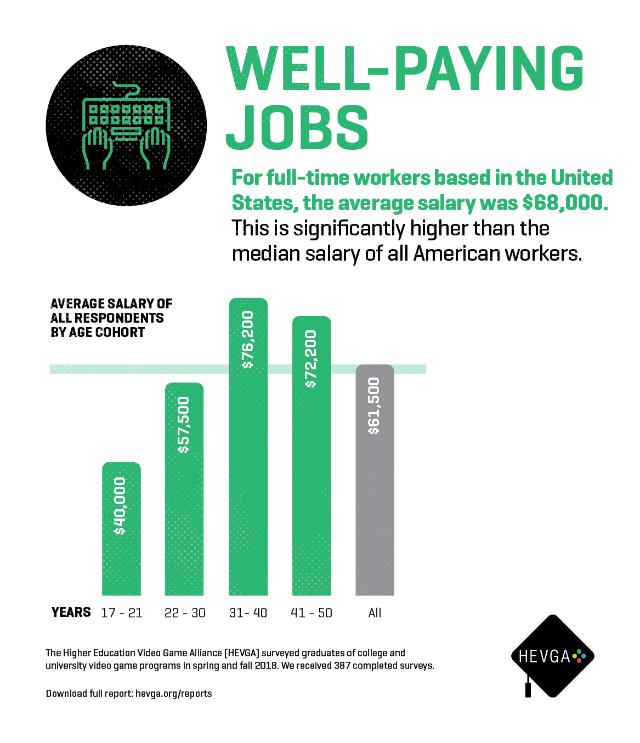 WELL-PAYING
JOBS
For full-time workers based in the United
States, the average salary was $68,000.
This is significantly higher than the
median salary of all American workers.
AVERAGE SALARY OF
ALL RESPONDENTS
BY AGE COHORT
$40,000
$57,500
$76,200
$72,200
$61,500
YEARS 17 - 21 22 - 30 31- 40 41 - 50 All
The Higher Education Video Game Alliance (HEVGA) surveyed graduates of college and
university video game programs in spring and fall 2018. We received 387 completed surveys.
Download full report: hevga.org/reports
HEVGA